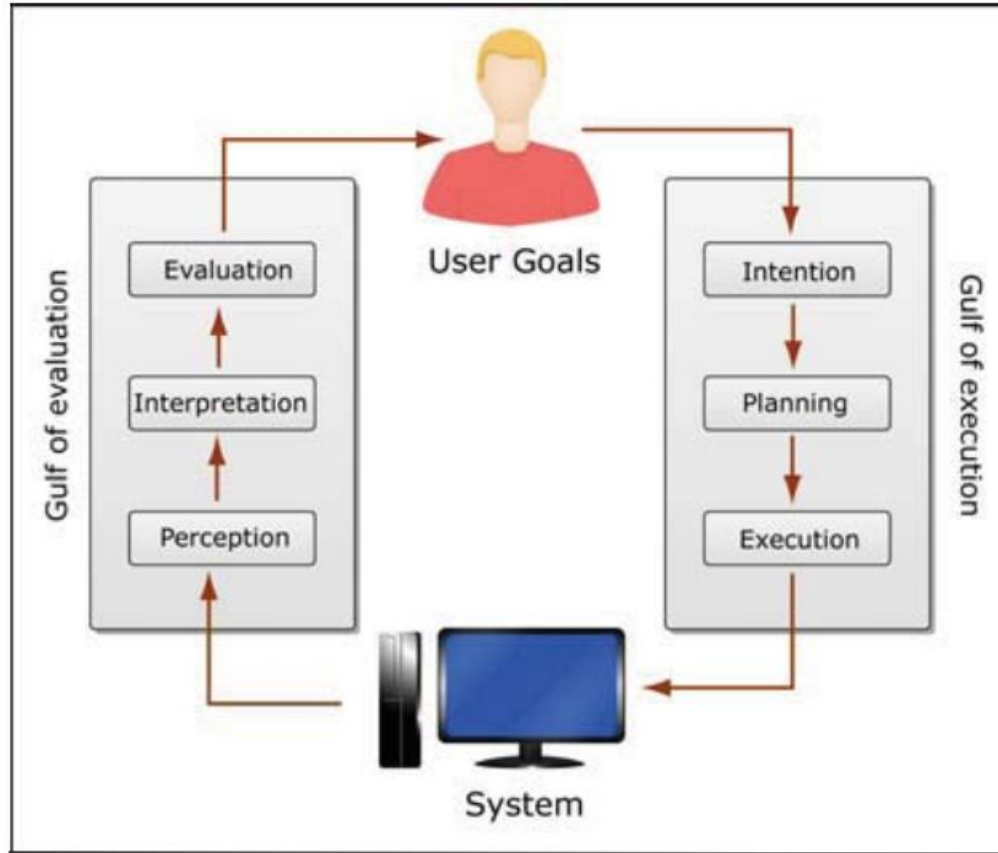 User Goals
Gulf of evaluation
Evaluation
Interpretation
Perception
Intention
Planning
Execution
Gulf of execution
System